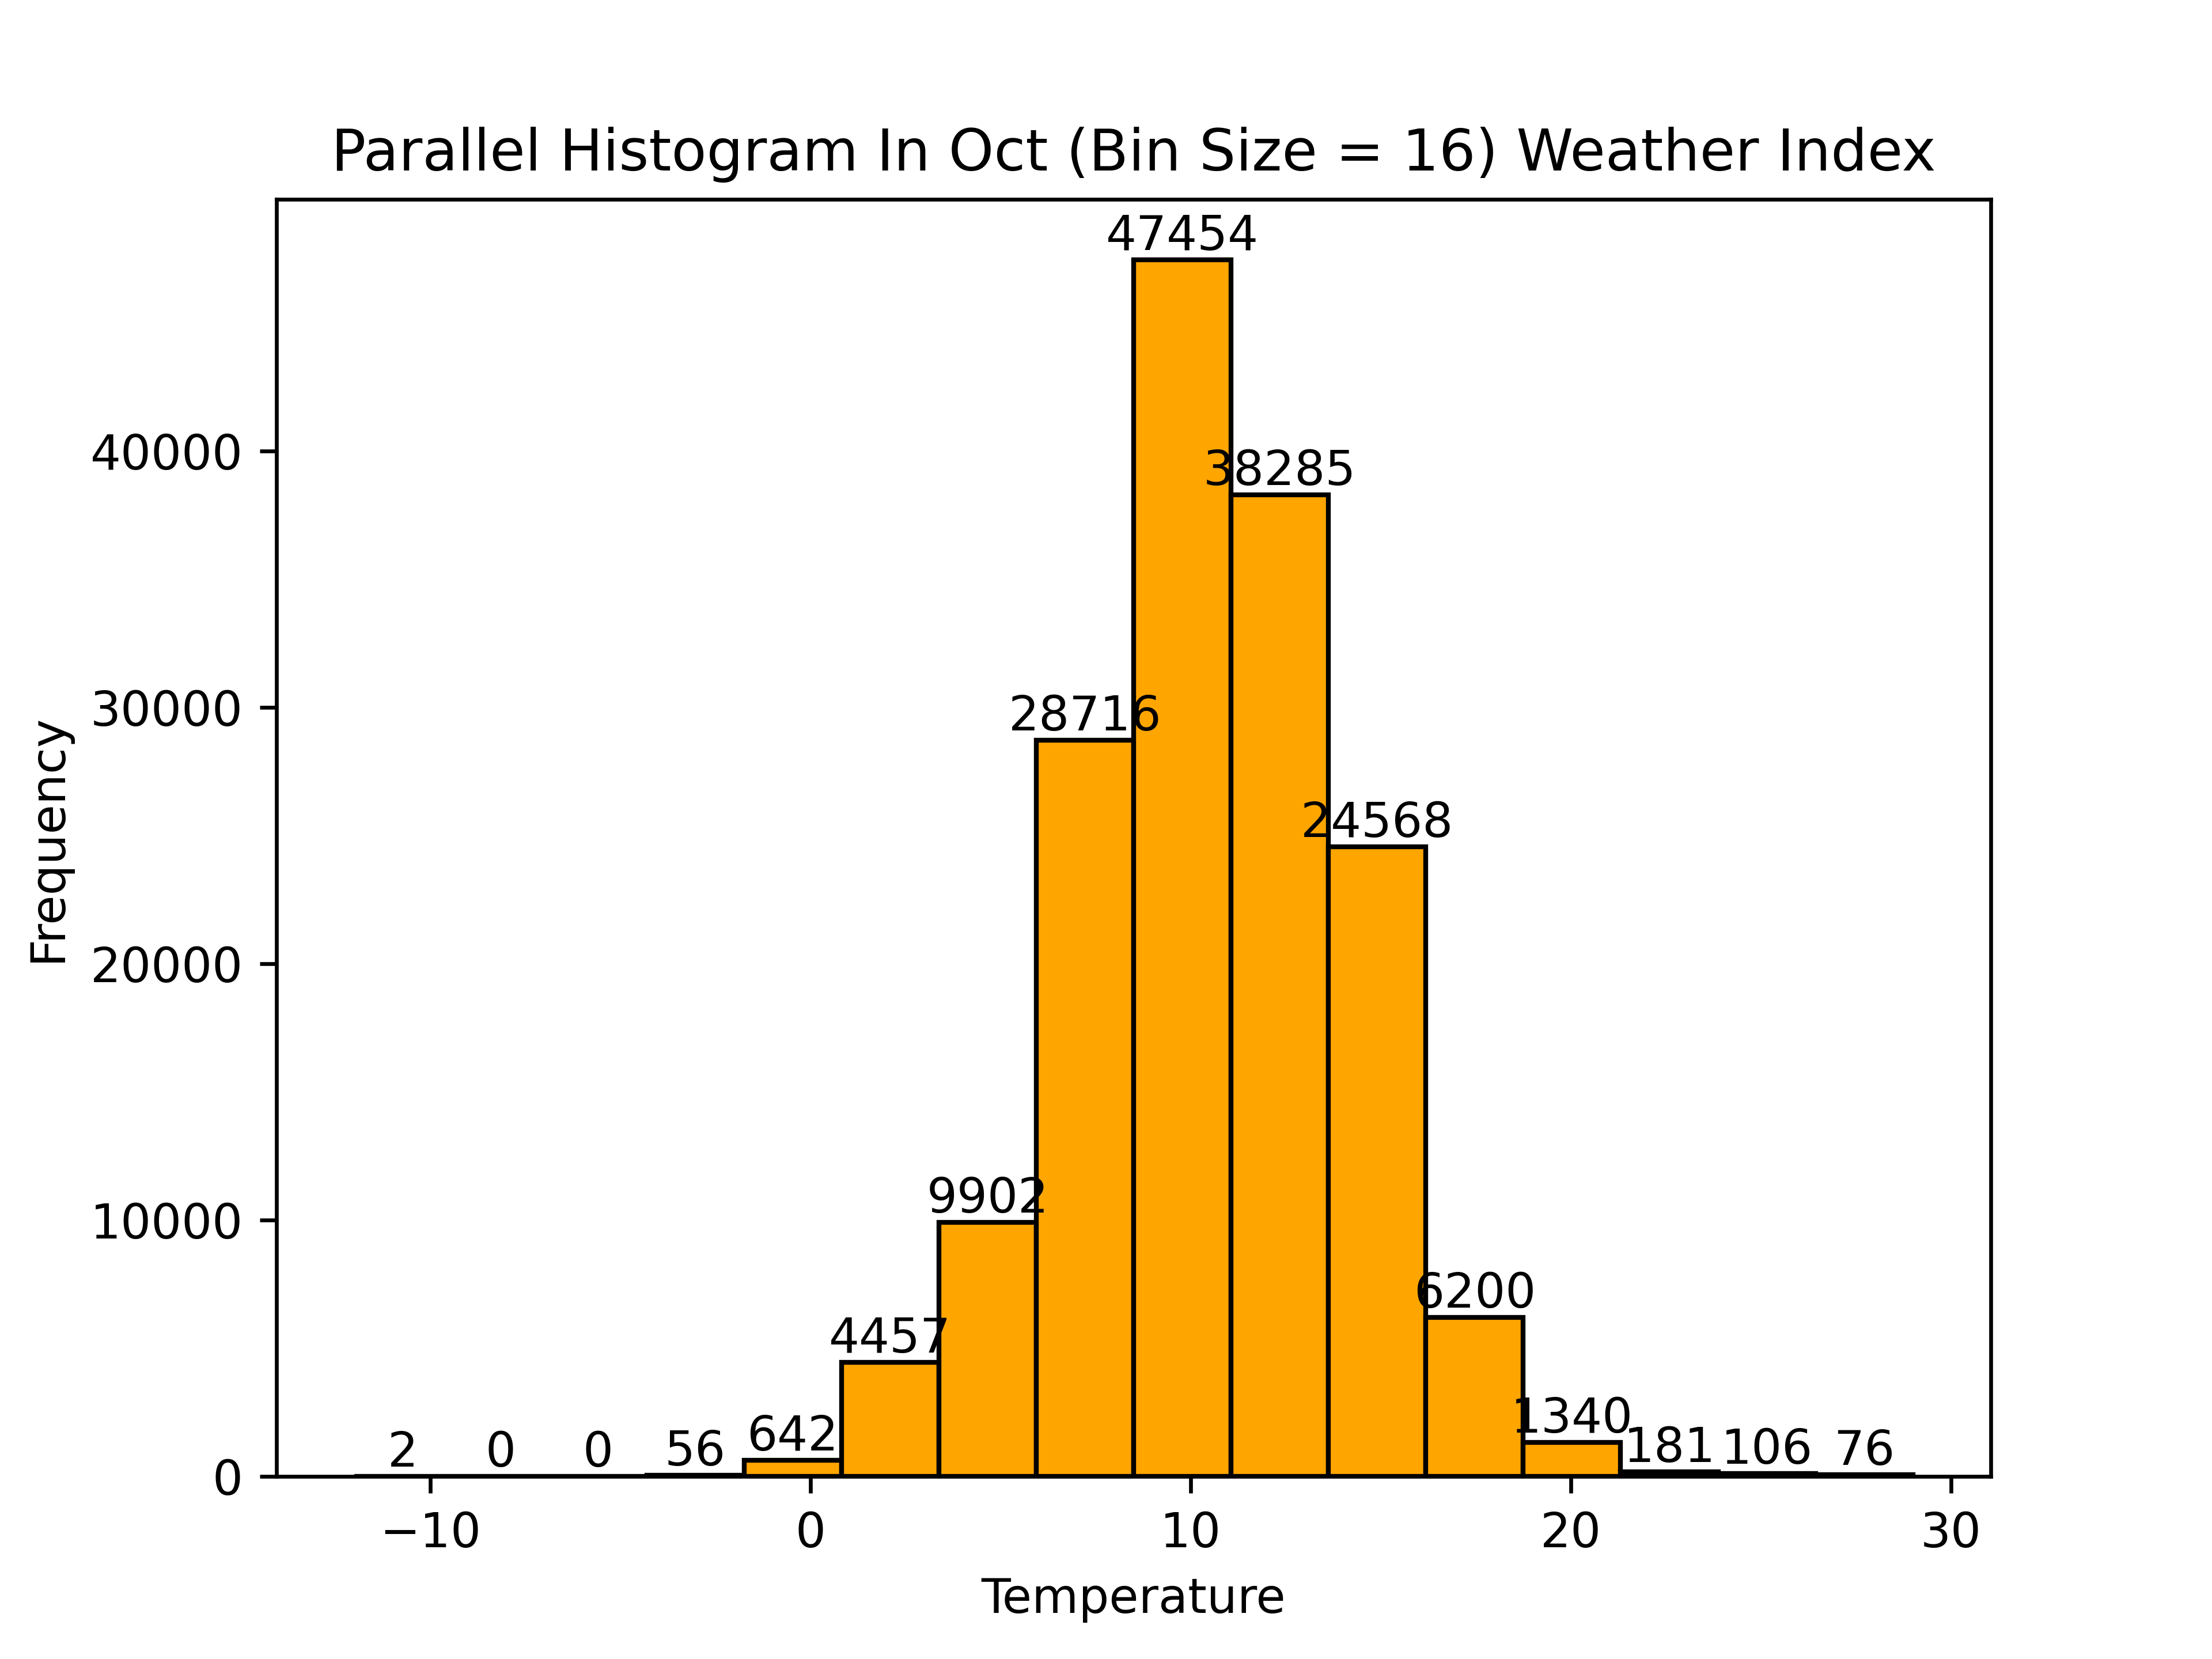 Parallel Histogram In Oct (Bin Size = 16) Weather Index
47454
40000
38285
30000
28716
24568
Frequency
20000
10000
9902
6200
4457
1340
2 0 0 56 642 181 106 76
0
−10 0 10 20 30
Temperature